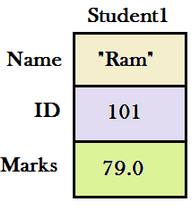 Student1
Name "Ram"
ID 101
Marks 79.0